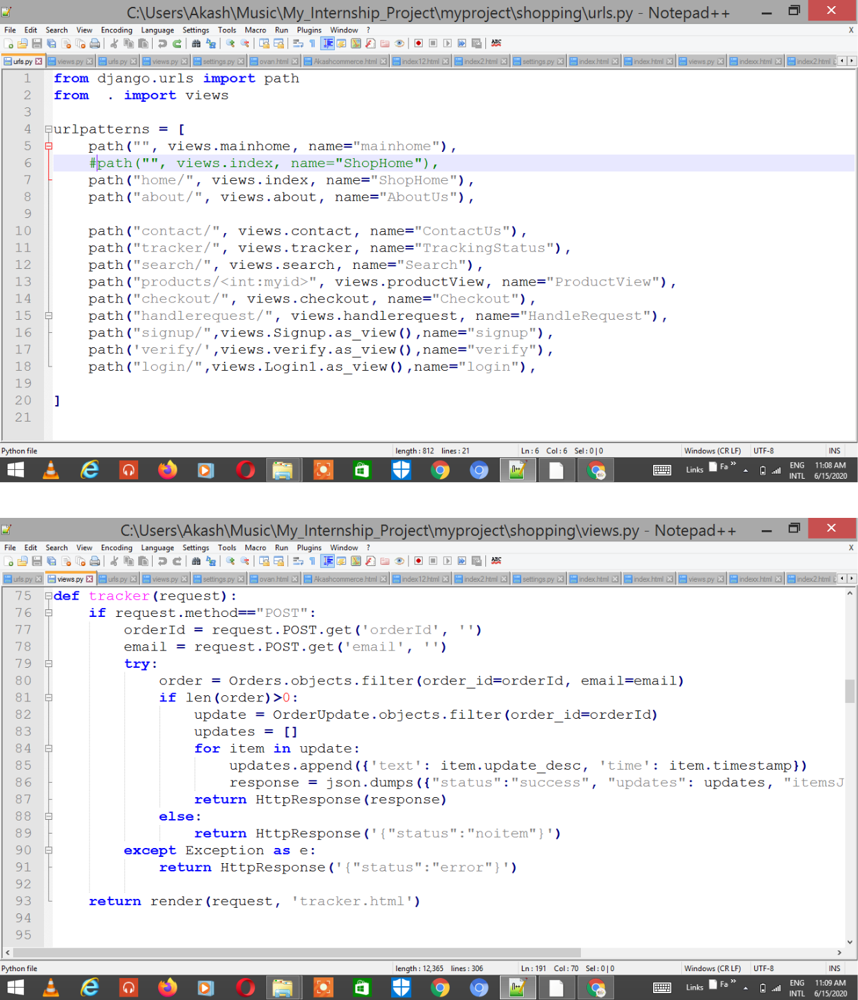 C:\Users\Akash\Music\My_Internship_Project\myproject\shopping\urls.py - Notepad++
File Edit Search View Encoding Language Settings Tools Macro Run Plugins Window ? X
urls.py views.py urls.py views.py settings.py ovan.html Akashcommerce.html index12.html index2.html settings.py index.html index.html views.py indexx.html index2.html
1 from django.urls import path
2 from . import views
3
4 urlpatterns = [
5 path("", views.mainhome, name="mainhome"),
6 #path("", views.index, name="ShopHome"),
7 path("home/", views.index, name="ShopHome"),
8 path("about/", views.about, name="AboutUs"),
9
10 path("contact/", views.contact, name="ContactUs"),
11 path("tracker/", views.tracker, name="TrackingStatus"),
12 path("search/", views.search, name="Search"),
13 path("products/<int:myid>", views.productView, name="ProductView"),
14 path("checkout/", views.checkout, name="Checkout"),
15 path("handlerequest/", views.handlerequest, name="HandleRequest"),
16 path("signup/",views.Signup.as_view(),name="signup"),
17 path('verify/',views.verify.as_view(),name="verify"),
18 path("login/",views.Login1.as_view(),name="login"),
19
20 ]
21
Python file length : 812 lines : 21 Ln : 6 Col : 6 Sel : 0 | 0 Windows (CR LF) UTF-8 INS
Links Fa » ENG 11:08 AM
INTL 6/15/2020
C:\Users\Akash\Music\My_Internship_Project\myproject\shopping\views.py - Notepad++
File Edit Search View Encoding Language Settings Tools Macro Run Plugins Window ? X
urls.py views.py urls.py views.py settings.py ovan.html Akashcommerce.html index12.html index2.html settings.py index.html index.html views.py indexx.html index2.html
75 def tracker(request):
76 if request.method=="POST":
77 orderId = request.POST.get('orderId', '')
78 email = request.POST.get('email', '')
79 try:
80 order = Orders.objects.filter(order_id=orderId, email=email)
81 if len(order)>0:
82 update = OrderUpdate.objects.filter(order_id=orderId)
83 updates = []
84 for item in update:
85 updates.append({'text': item.update_desc, 'time': item.timestamp})
86 response = json.dumps({"status":"success", "updates": updates, "itemsJ
87 return HttpResponse(response)
88 else:
89 return HttpResponse('{"status":"noitem"}')
90 except Exception as e:
91 return HttpResponse('{"status":"error"}')
92
93 return render(request, 'tracker.html')
94
95
Python file length : 12,365 lines : 306 Ln : 191 Col : 70 Sel : 0 | 0 Windows (CR LF) UTF-8 INS
Links Fa » ENG 11:09 AM
INTL 6/15/2020